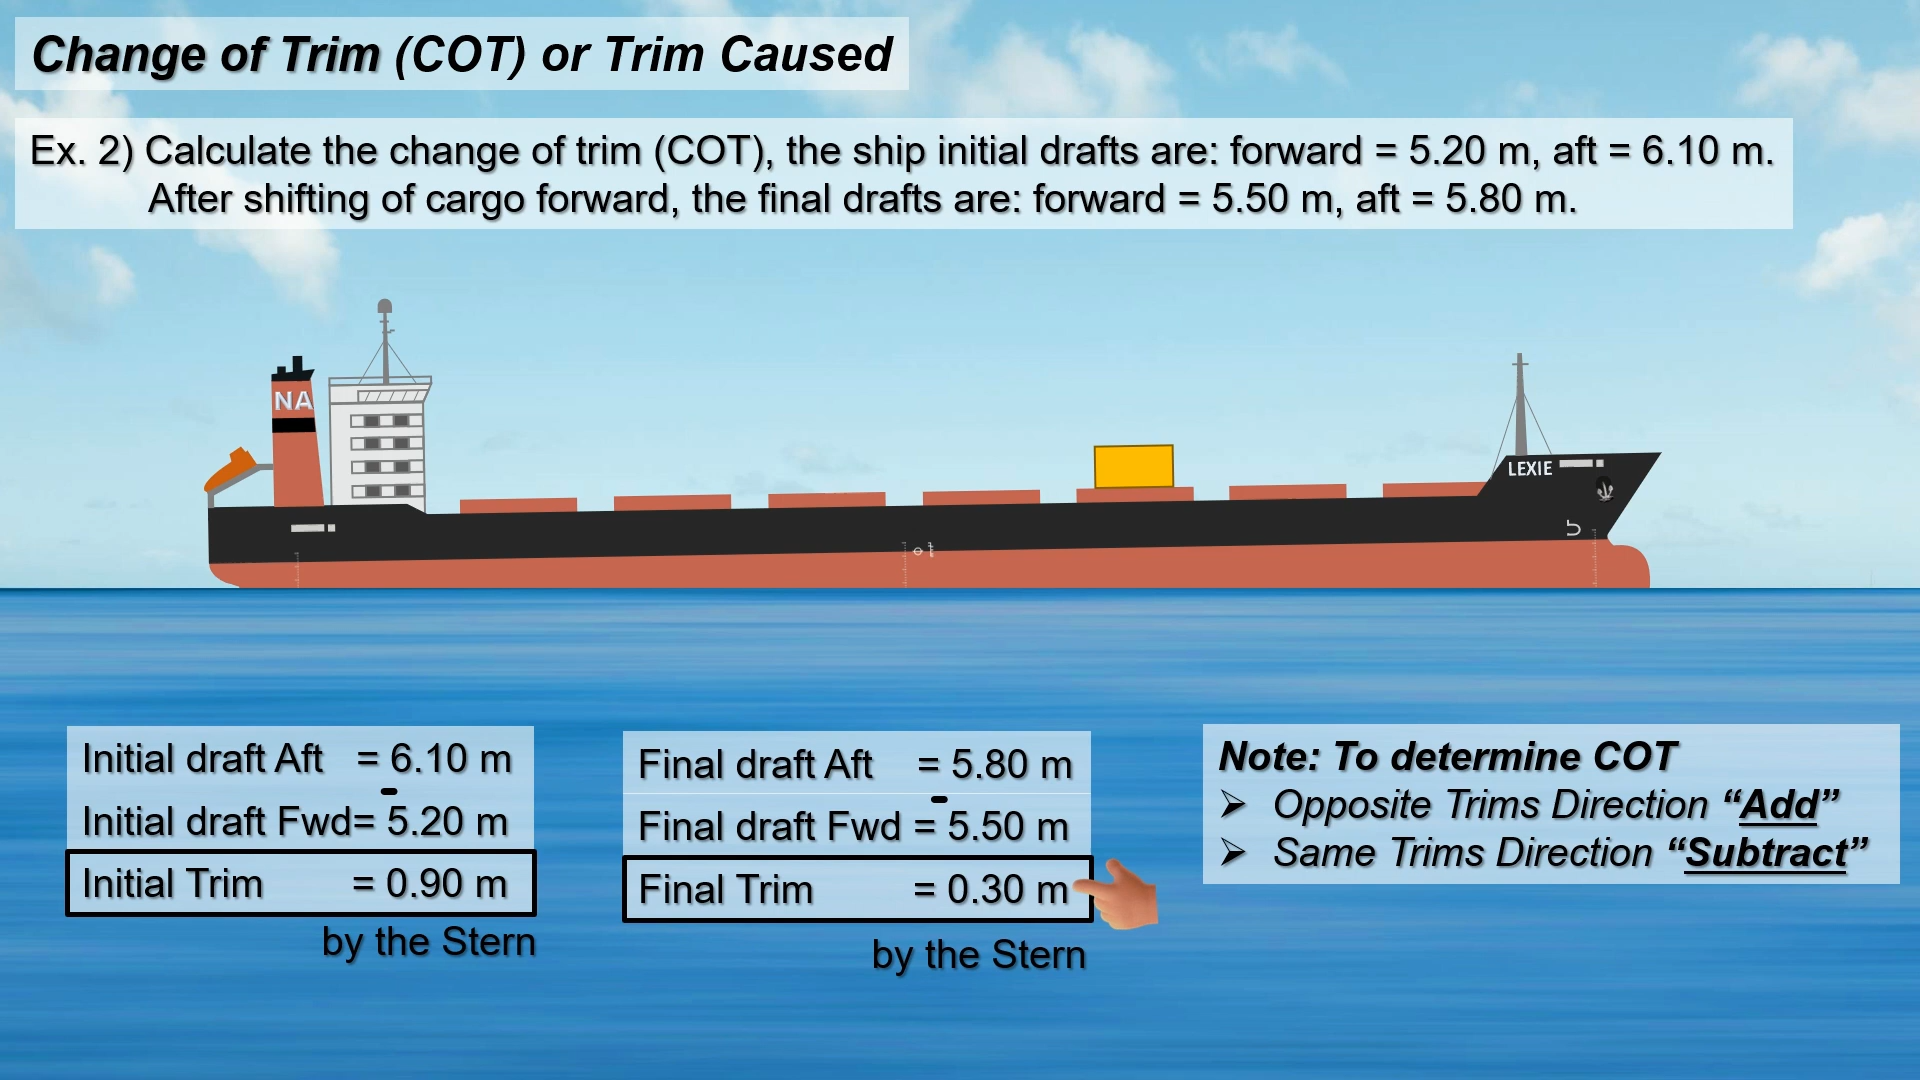 Change of Trim (COT) or Trim Caused
Ex. 2) Calculate the change of trim (COT), the ship initial drafts are: forward = 5.20 m, aft = 6.10 m.
After shifting of cargo forward, the final drafts are: forward = 5.50 m, aft = 5.80 m.
NA
LEXIE
Initial draft Aft = 6.10 m
-
Initial draft Fwd= 5.20 m
Initial Trim = 0.90 m
by the Stern
Final draft Aft = 5.80 m
-
Final draft Fwd = 5.50 m
Final Trim = 0.30 m
by the Stern
Note: To determine COT
➢ Opposite Trims Direction “Add”
➢ Same Trims Direction “Subtract”